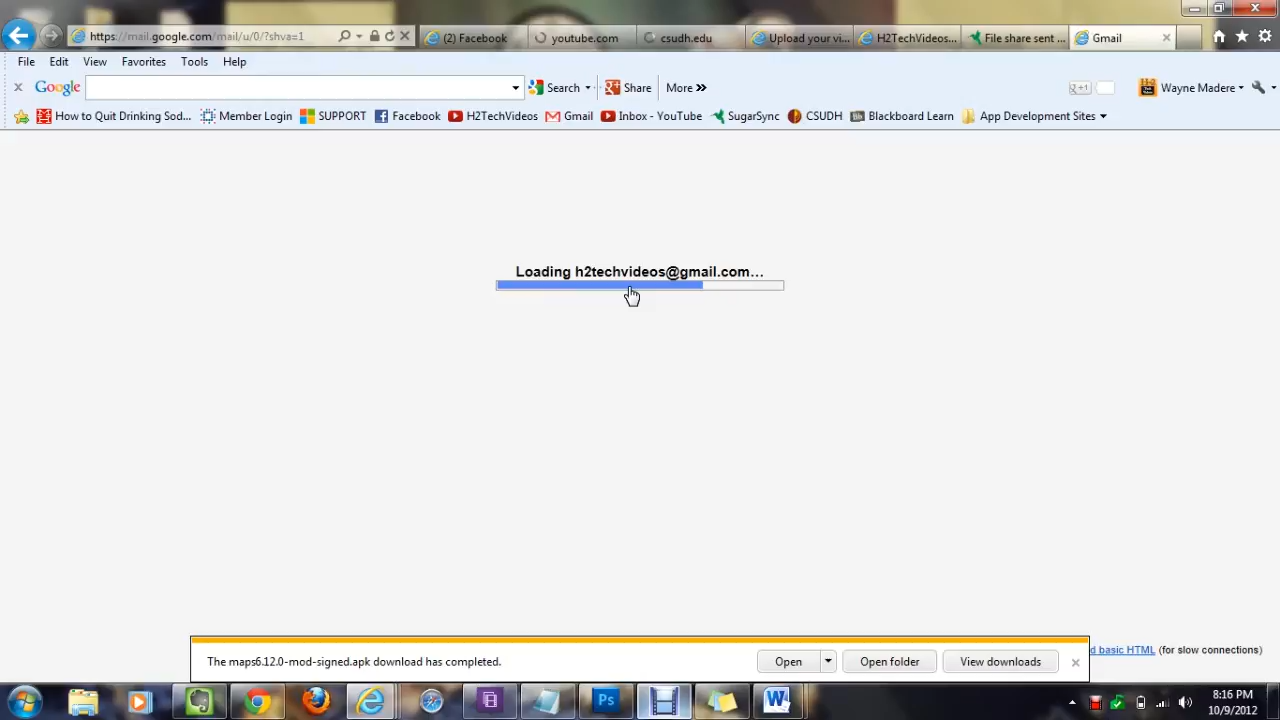 https://mail.google.com/mail/u/0/?shva=1
(2) Facebook
youtube.com
csudh.edu
Upload your vi...
H2TechVideos...
File share sent ...
Gmail
File Edit View Favorites Tools Help
Google
Search
Share
More »
g+1
Wayne Madere
How to Quit Drinking Sod...
Member Login
SUPPORT
Facebook
H2TechVideos
Gmail
Inbox - YouTube
SugarSync
CSUDH
Bb
Blackboard Learn
App Development Sites
Loading h2techvideos@gmail.com...
d basic HTML (for slow connections)
The maps6.12.0-mod-signed.apk download has completed.
Open
Open folder
View downloads
Ps
W
8:16 PM
10/9/2012